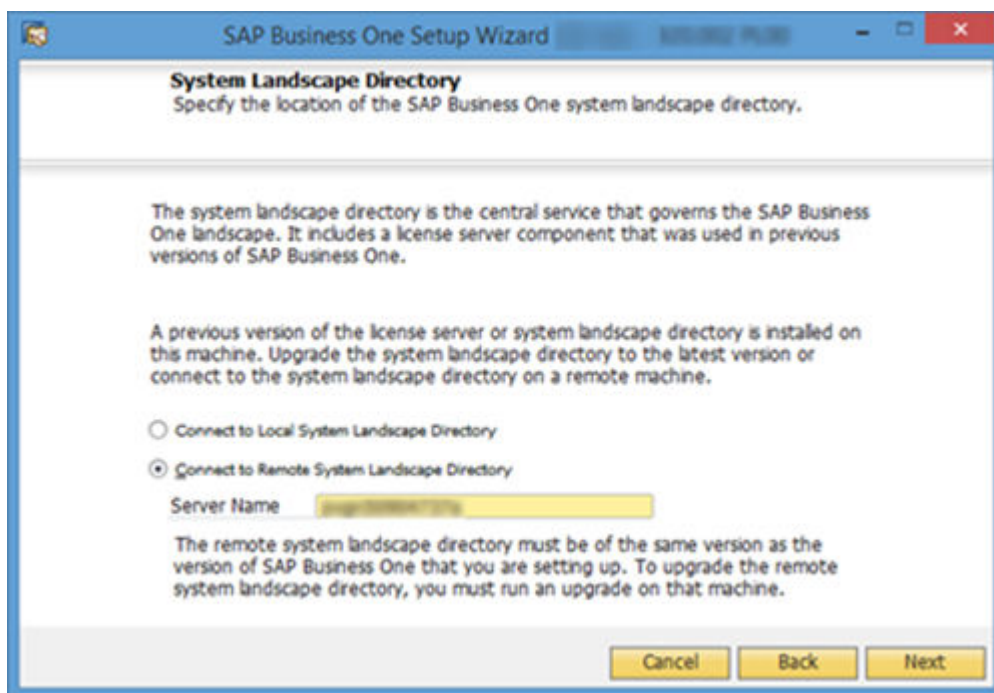 SAP Business One Setup Wizard
System Landscape Directory
Specify the location of the SAP Business One system landscape directory.
The system landscape directory is the central service that governs the SAP Business
One landscape. It includes a license server component that was used in previous
versions of SAP Business One.
A previous version of the license server or system landscape directory is installed on
this machine. Upgrade the system landscape directory to the latest version or
connect to the system landscape directory on a remote machine.
Connect to Local System Landscape Directory
Connect to Remote System Landscape Directory
Server Name
The remote system landscape directory must be of the same version as the
version of SAP Business One that you are setting up. To upgrade the remote
system landscape directory, you must run an upgrade on that machine.
Cancel Back Next